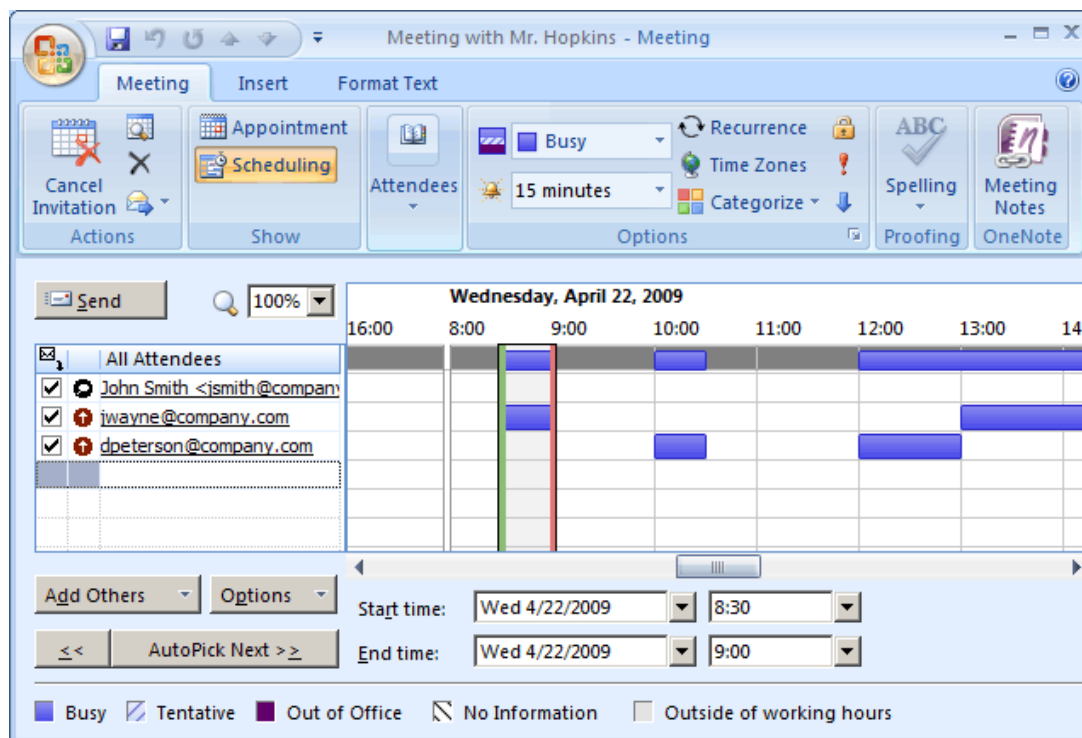 Meeting with Mr. Hopkins - Meeting
Meeting Insert Format Text
Cancel Invitation
Actions
Appointment
Scheduling
Show
Attendees
Busy
15 minutes
Recurrence
Time Zones
Categorize
Options
ABC
Spelling
Proofing
Meeting Notes
OneNote
Send 100%
Wednesday, April 22, 2009
16:00 8:00 9:00 10:00 11:00 12:00 13:00 14
All Attendees
John Smith <jsmith@company
jwayne@company.com
dpeterson@company.com
Add Others Options
<< AutoPick Next >>
Start time: Wed 4/22/2009 8:30
End time: Wed 4/22/2009 9:00
Busy Tentative Out of Office No Information Outside of working hours